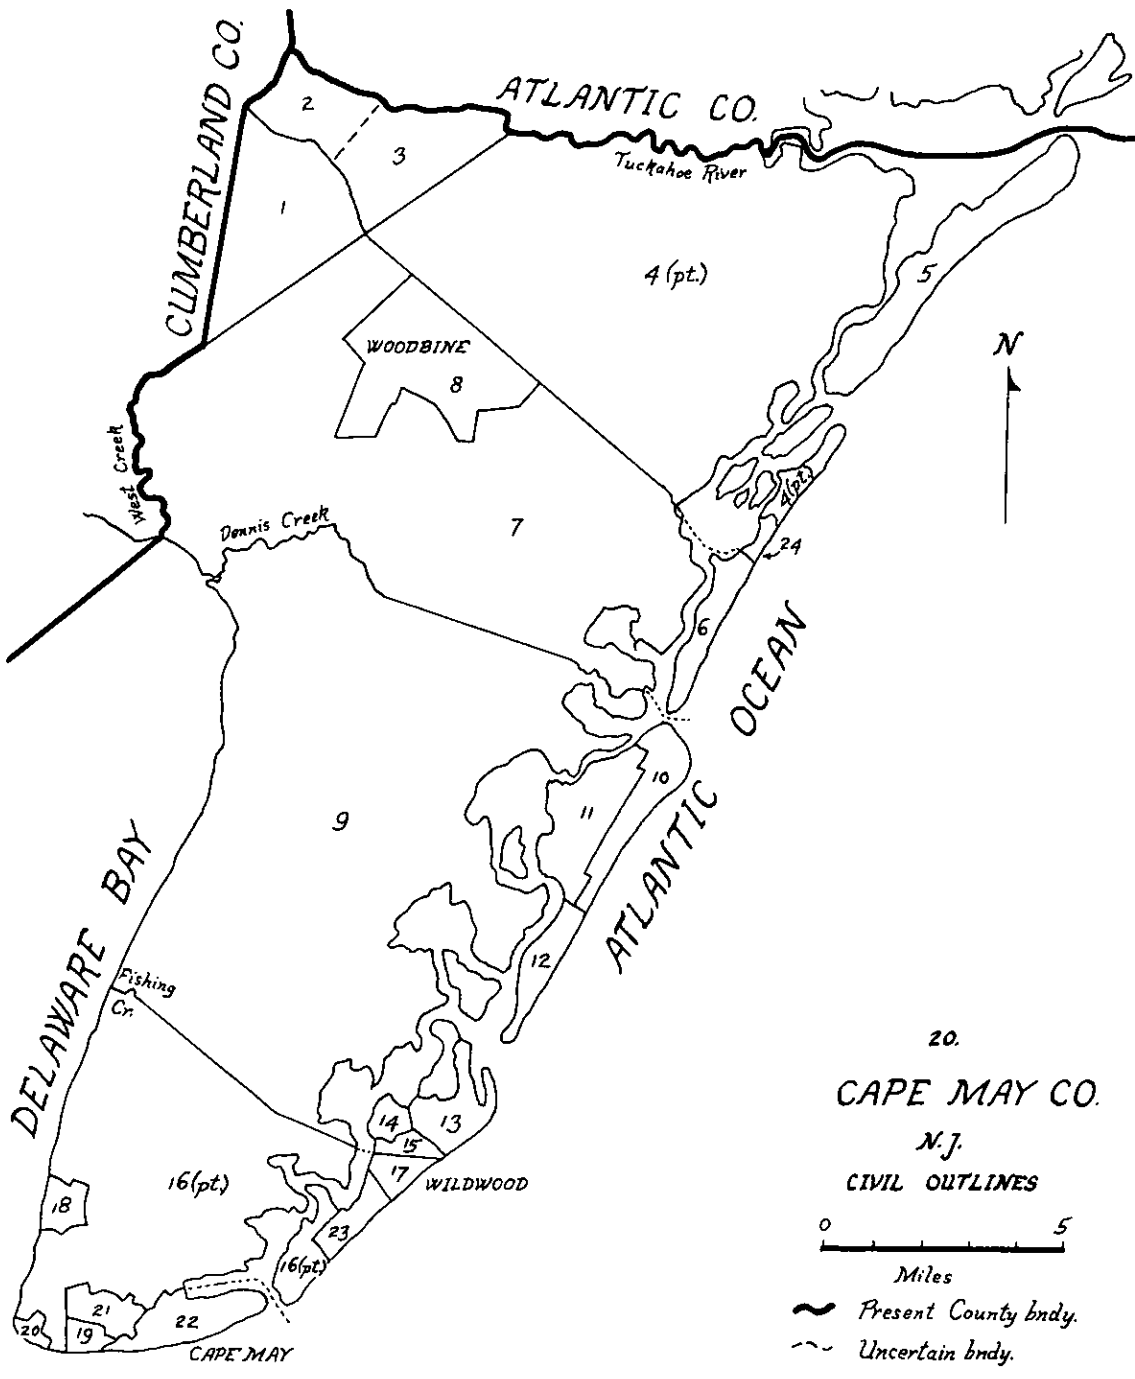 CUMBERLAND CO.
ATLANTIC CO.
2
3
1
Tuckahoe River
4 (pt.)
5
N
WOODBINE
8
West Creek
Dennis Creek
7
4(pt.)
24
6
ATLANTIC OCEAN
10
11
9
DELAWARE BAY
12
Fishing
Cr.
13
14
15
17
WILDWOOD
16(pt.)
18
23
16(pt.)
21
22
20
19
CAPE MAY
20.
CAPE MAY CO.
N.J.
CIVIL OUTLINES
0 5
Miles
Present County bndy.
Uncertain bndy.